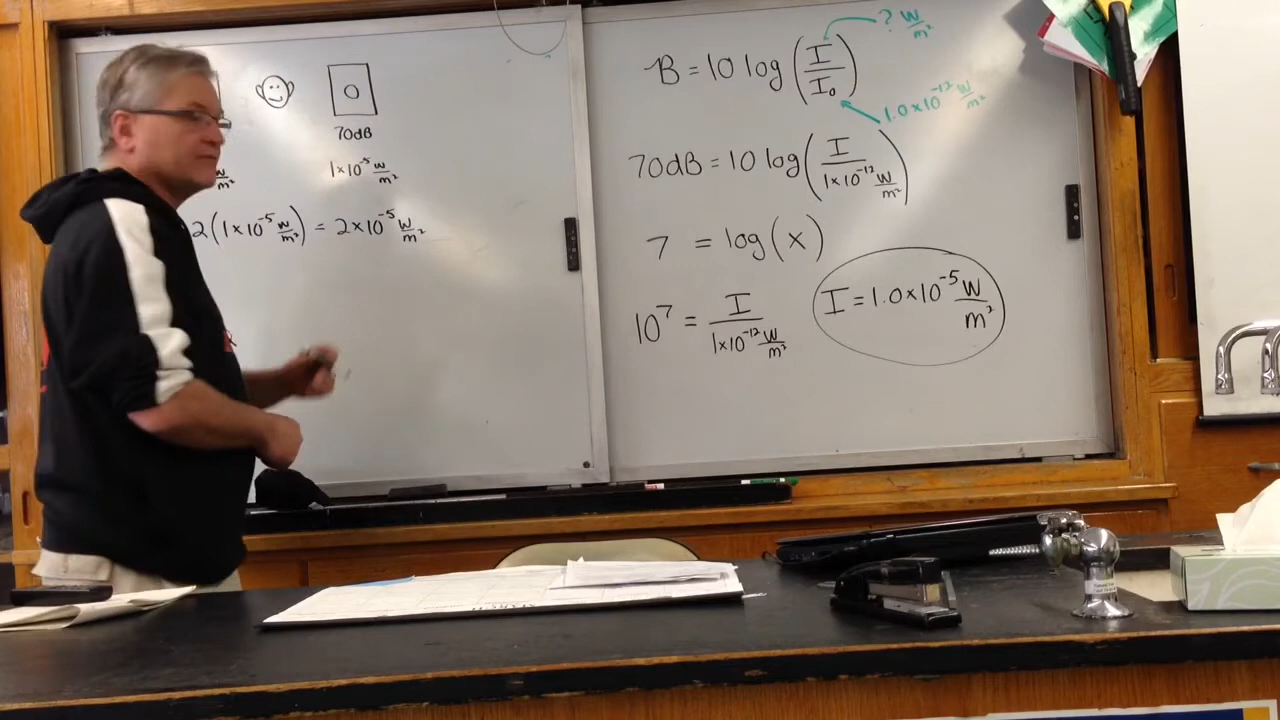 70dB
W/m²
1×10⁻⁵ W/m²
2(1×10⁻⁵ W/m²) = 2×10⁻⁵ W/m²
? W/m²
B = 10 log(I/I₀)
1.0×10⁻¹² W/m²
70dB = 10 log(I/(1×10⁻¹² W/m²))
7 = log(x)
10⁷ = I/(1×10⁻¹² W/m²)
I = 1.0×10⁻⁵ W/m²